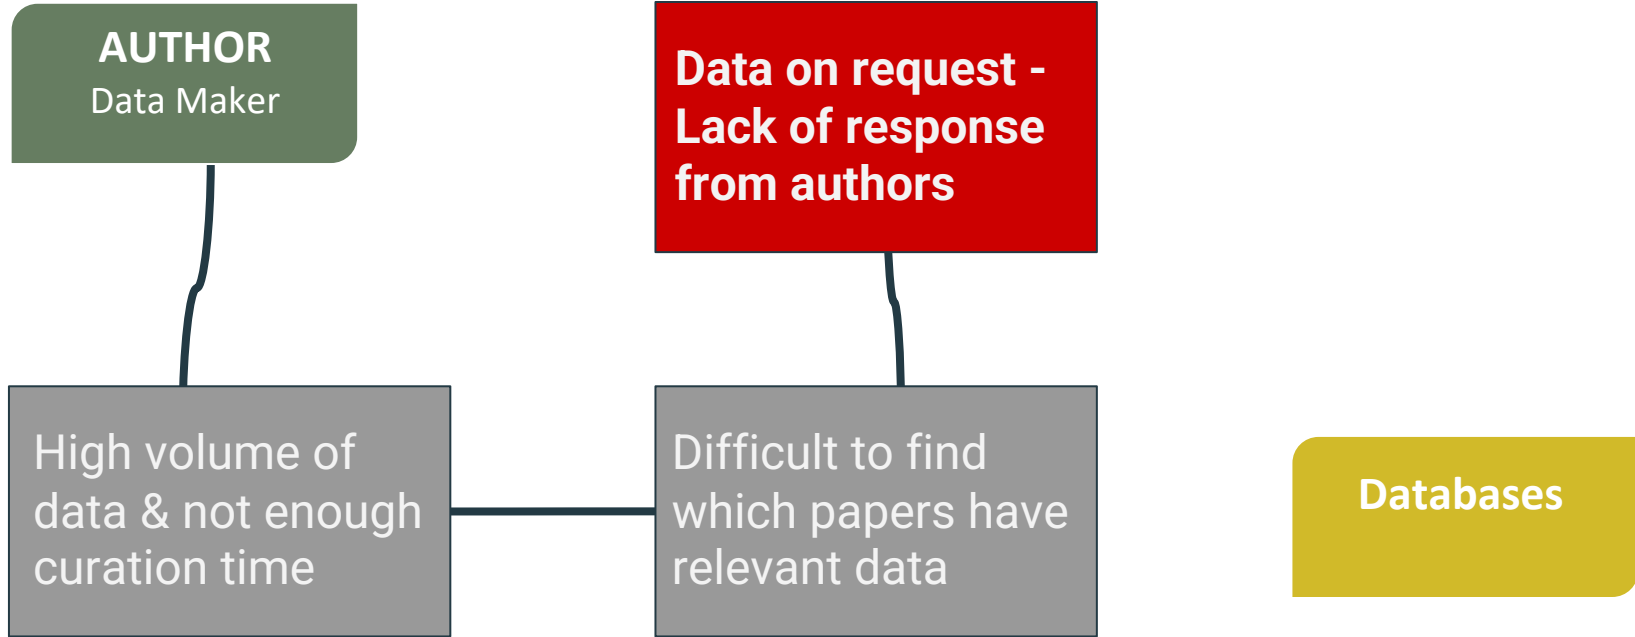 AUTHOR
Data Maker
Data on request -
Lack of response
from authors
High volume of
data & not enough
curation time
Difficult to find
which papers have
relevant data
Databases